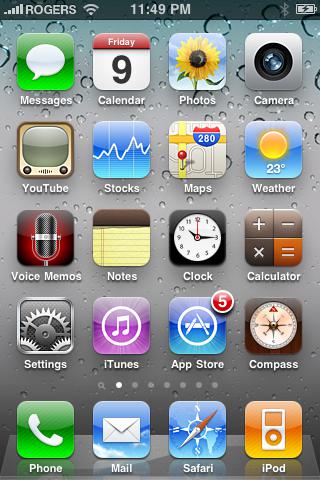 ROGERS 11:49 PM
Friday
9
280
23°
Messages Calendar Photos Camera
YouTube Stocks Maps Weather
Voice Memos Notes Clock Calculator
5
Settings iTunes App Store Compass
Phone Mail Safari iPod